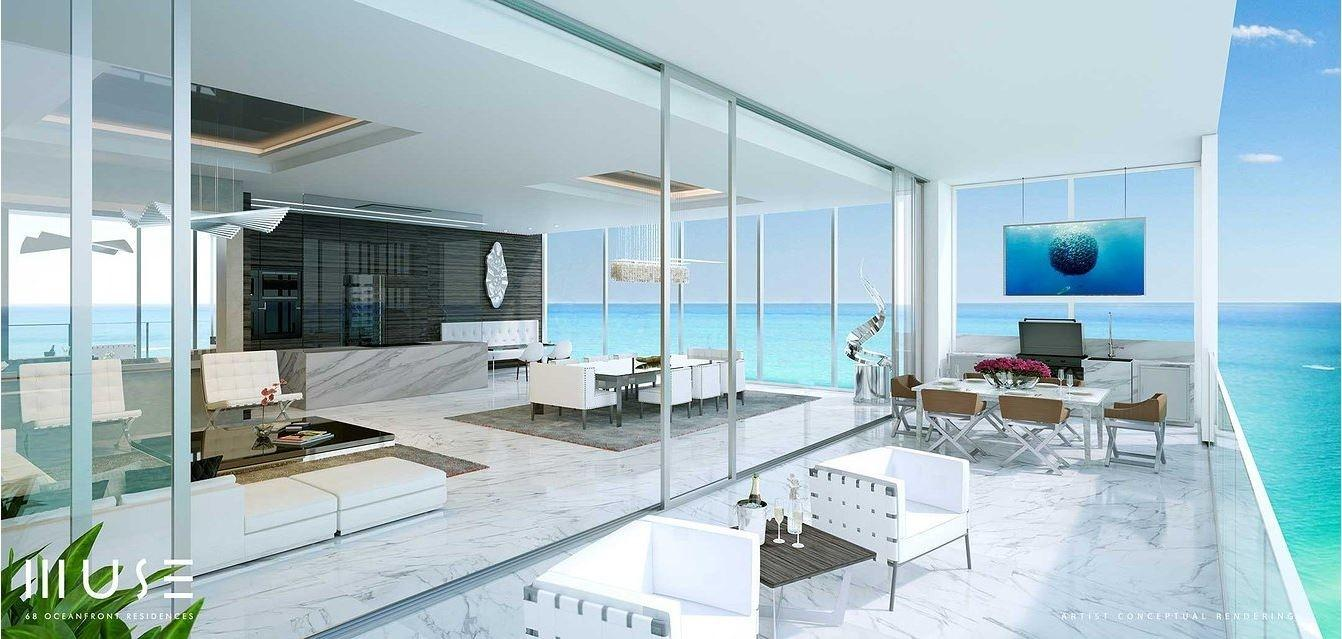 MUSE
68 OCEANFRONT RESIDENCES
ARTIST CONCEPTUAL RENDERING